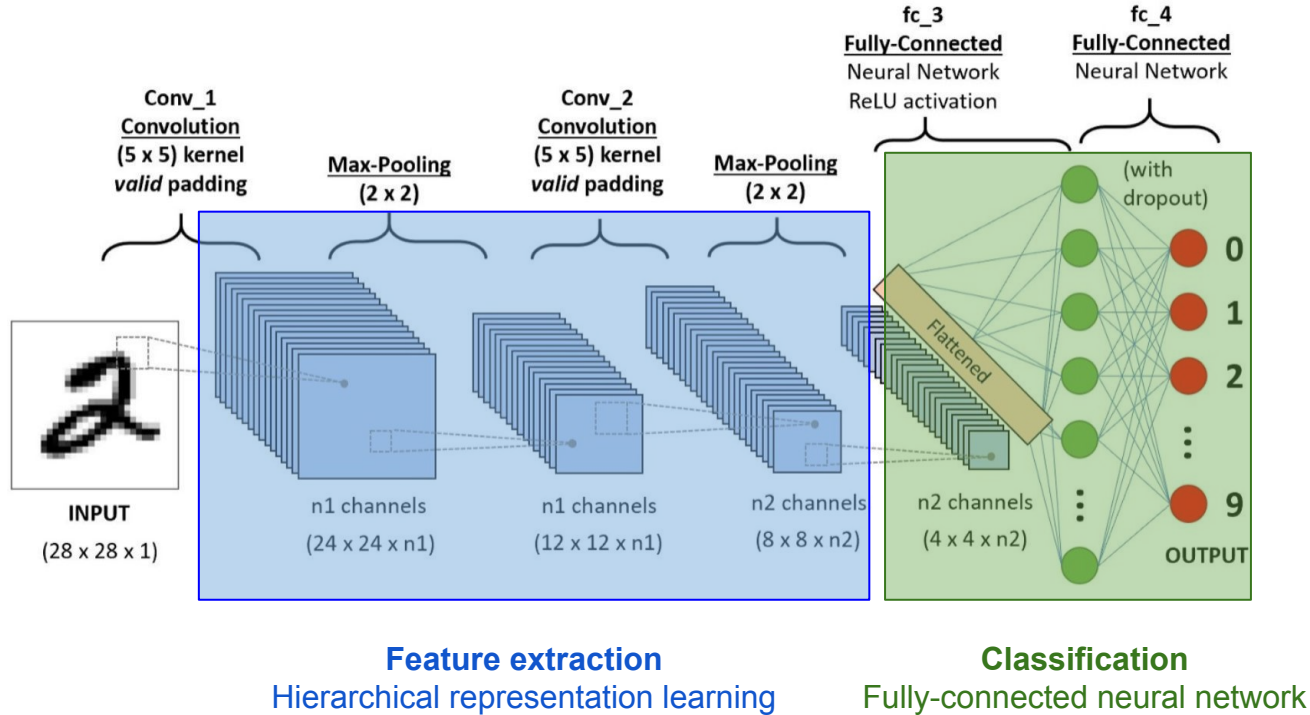 Conv_1
Convolution
(5 x 5) kernel
valid padding
Max-Pooling
(2 x 2)
Conv_2
Convolution
(5 x 5) kernel
valid padding
Max-Pooling
(2 x 2)
fc_3
Fully-Connected
Neural Network
ReLU activation
fc_4
Fully-Connected
Neural Network
(with
dropout)
Flattened
0
1
2
9
OUTPUT
INPUT
(28 x 28 x 1)
n1 channels
(24 x 24 x n1)
n1 channels
(12 x 12 x n1)
n2 channels
(8 x 8 x n2)
n2 channels
(4 x 4 x n2)
Feature extraction
Hierarchical representation learning
Classification
Fully-connected neural network